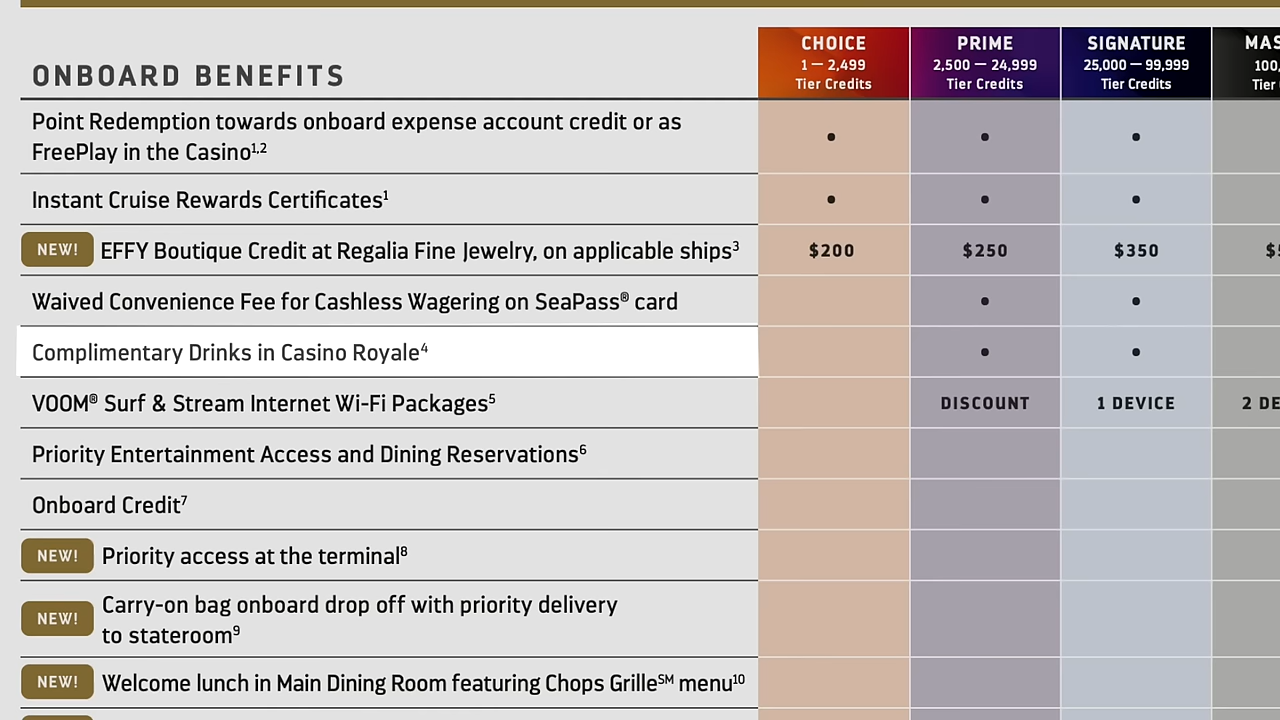 ONBOARD BENEFITS
CHOICE
1 — 2,499
Tier Credits
PRIME
2,500 — 24,999
Tier Credits
SIGNATURE
25,000 — 99,999
Tier Credits
Point Redemption towards onboard expense account credit or as
FreePlay in the Casino1,2
• • •
Instant Cruise Rewards Certificates1 • • •
NEW! EFFY Boutique Credit at Regalia Fine Jewelry, on applicable ships3 $200 $250 $350
Waived Convenience Fee for Cashless Wagering on SeaPass® card • •
Complimentary Drinks in Casino Royale4 • •
VOOM® Surf & Stream Internet Wi-Fi Packages5 DISCOUNT 1 DEVICE 2 DE
Priority Entertainment Access and Dining Reservations6
Onboard Credit7
NEW! Priority access at the terminal8
NEW! Carry-on bag onboard drop off with priority delivery
to stateroom9
NEW! Welcome lunch in Main Dining Room featuring Chops Grille℠ menu10